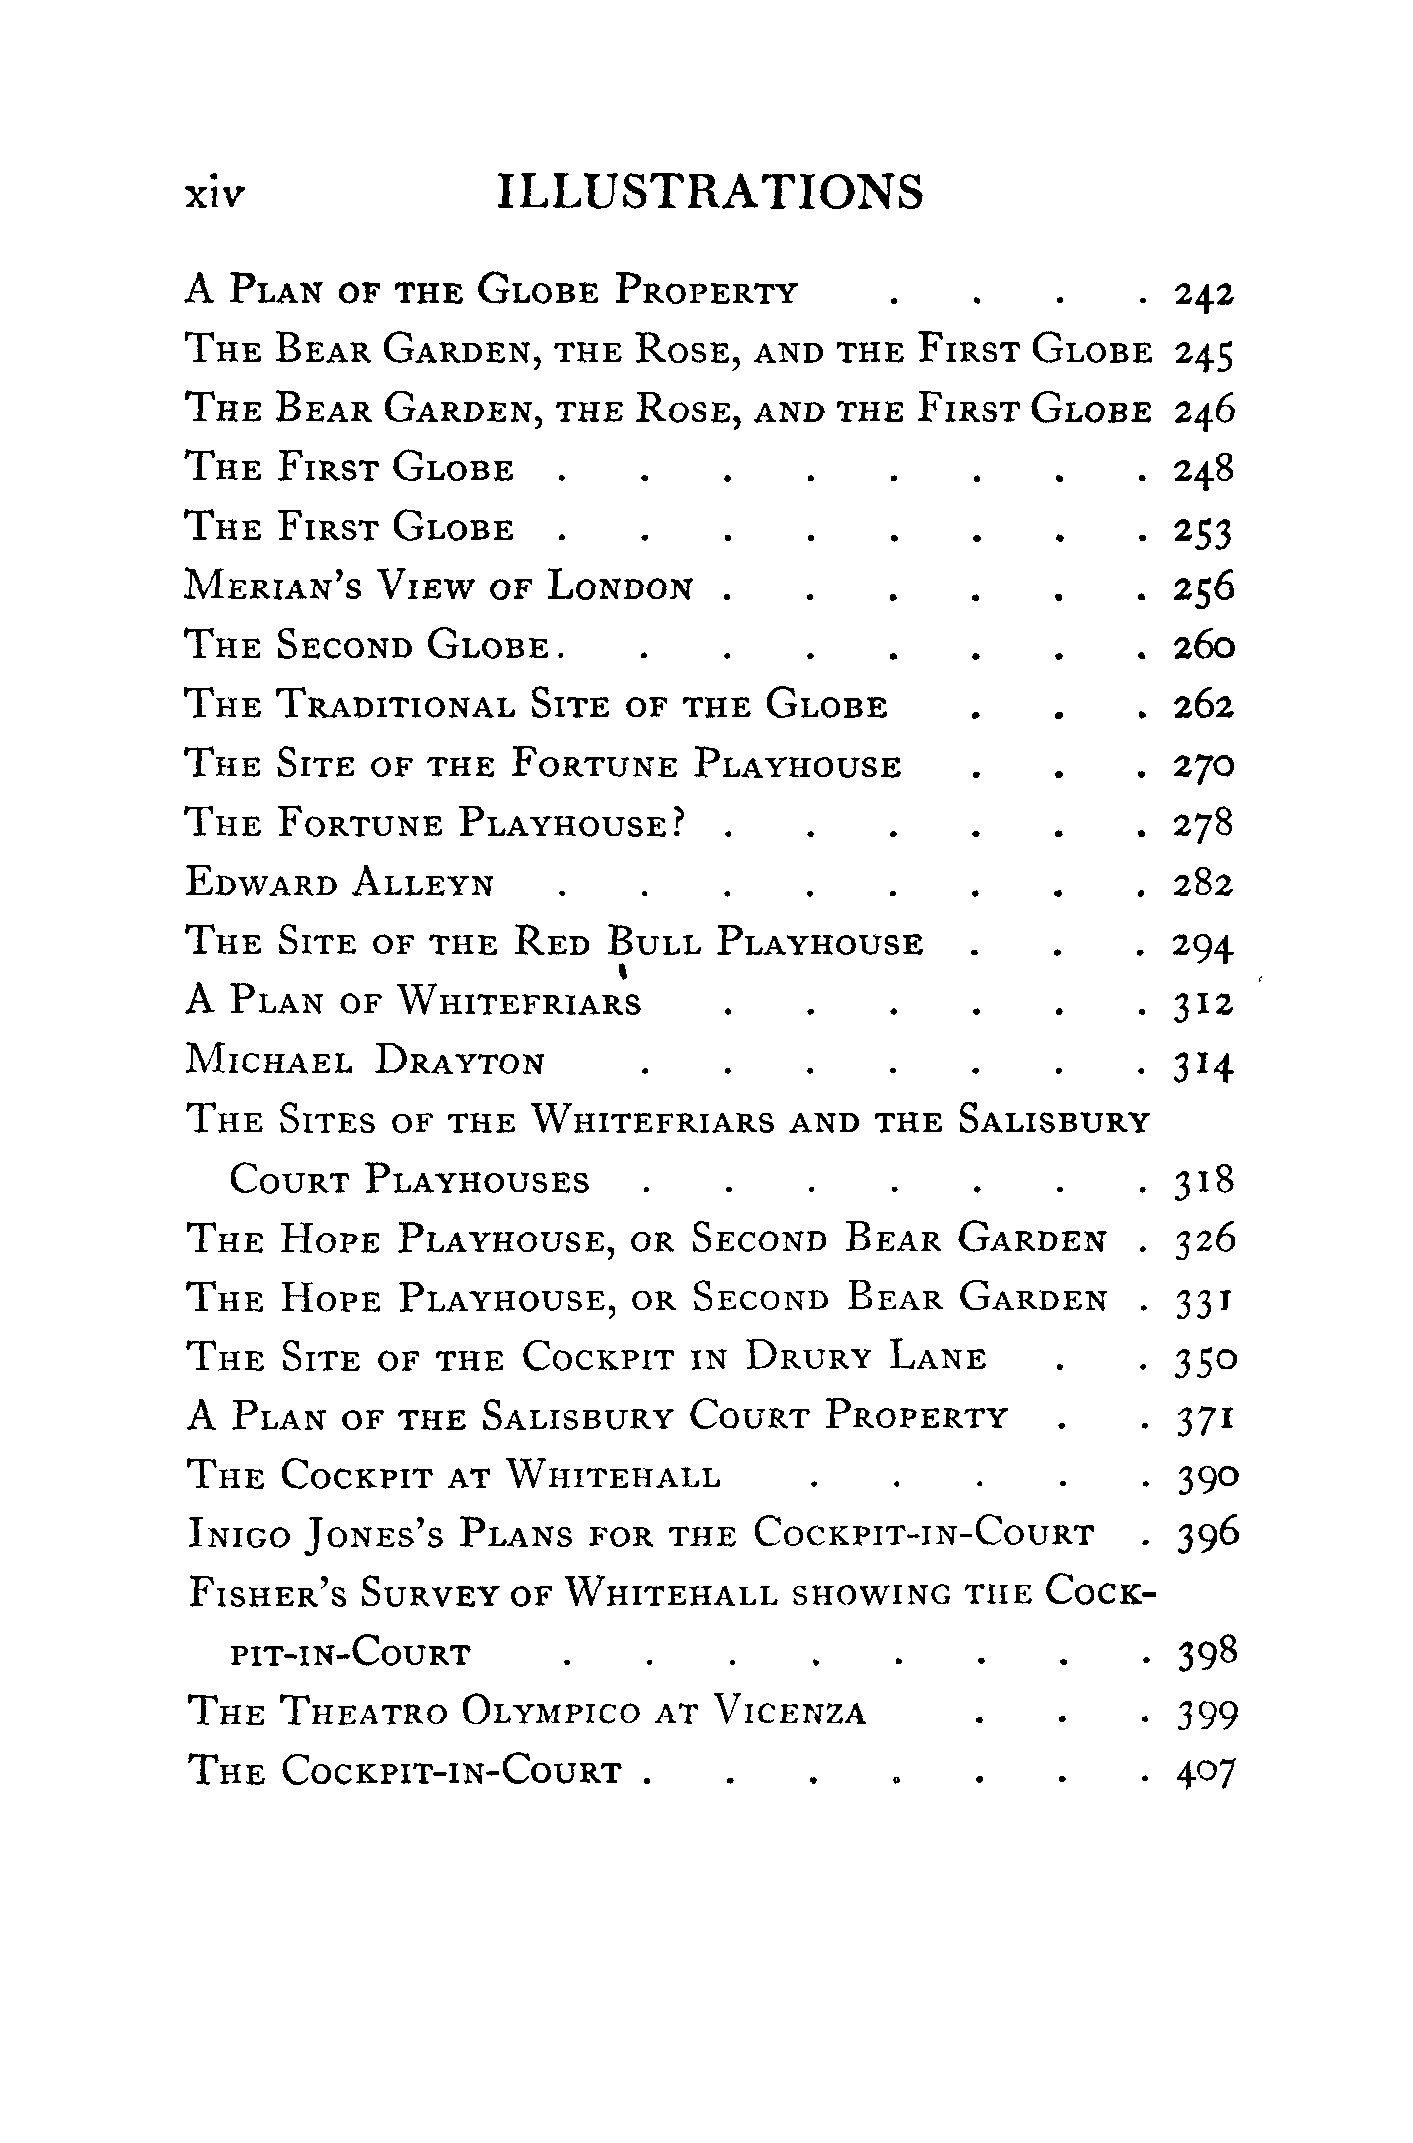 xiv ILLUSTRATIONS
A Plan of the Globe Property . . . . 242
The Bear Garden, the Rose, and the First Globe 245
The Bear Garden, the Rose, and the First Globe 246
The First Globe . . . . . . . . 248
The First Globe . . . . . . . . 253
Merian's View of London . . . . . . 256
The Second Globe . . . . . . . . 260
The Traditional Site of the Globe . . . 262
The Site of the Fortune Playhouse . . . 270
The Fortune Playhouse? . . . . . . 278
Edward Alleyn . . . . . . . . 282
The Site of the Red Bull Playhouse . . . 294
A Plan of Whitefriars . . . . . . 312
Michael Drayton . . . . . . . 314
The Sites of the Whitefriars and the Salisbury
Court Playhouses . . . . . . . 318
The Hope Playhouse, or Second Bear Garden . 326
The Hope Playhouse, or Second Bear Garden . 331
The Site of the Cockpit in Drury Lane . . 350
A Plan of the Salisbury Court Property . . 371
The Cockpit at Whitehall . . . . . 390
Inigo Jones's Plans for the Cockpit-in-Court . 396
Fisher's Survey of Whitehall showing the Cock-
pit-in-Court . . . . . . . . 398
The Theatro Olympico at Vicenza . . . 399
The Cockpit-in-Court . . . . . . . 407